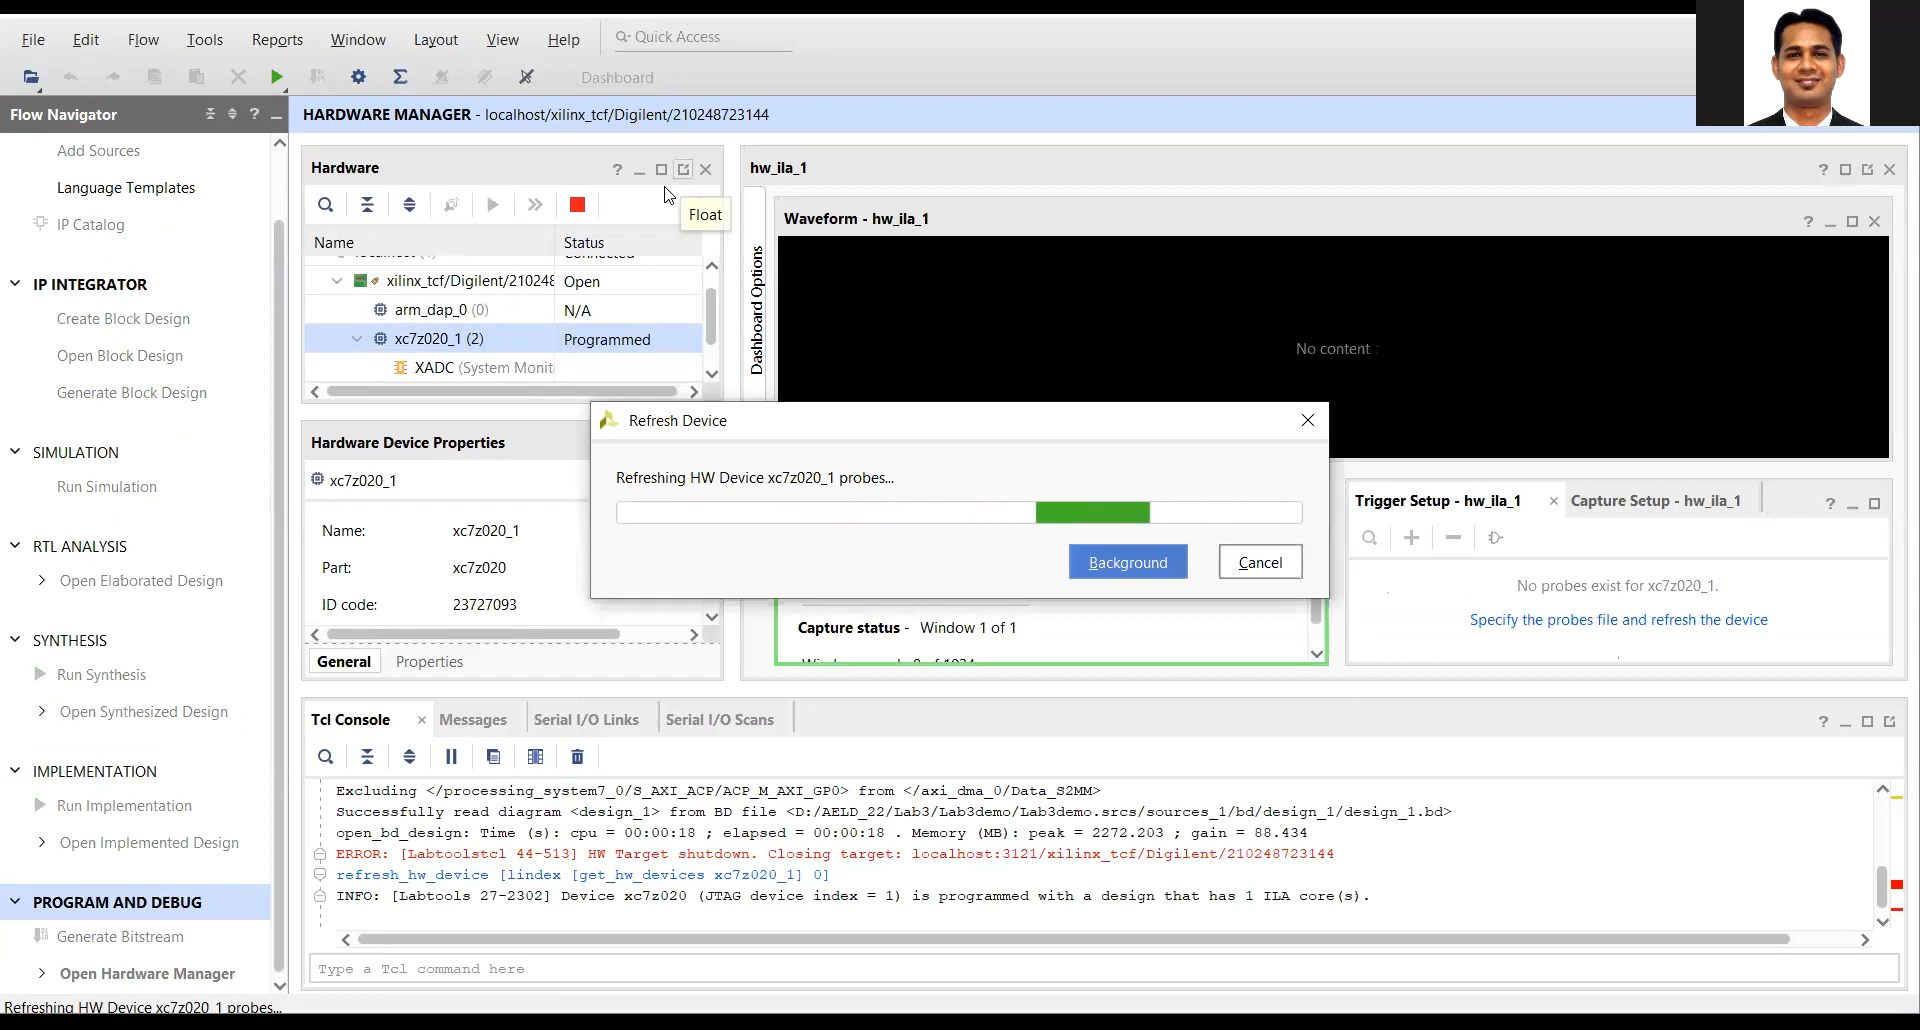 File Edit Flow Tools Reports Window Layout View Help Quick Access
Dashboard
Flow Navigator
HARDWARE MANAGER - localhost/xilinx_tcf/Digilent/210248723144
Add Sources
Language Templates
IP Catalog
IP INTEGRATOR
Create Block Design
Open Block Design
Generate Block Design
SIMULATION
Run Simulation
RTL ANALYSIS
Open Elaborated Design
SYNTHESIS
Run Synthesis
Open Synthesized Design
IMPLEMENTATION
Run Implementation
Open Implemented Design
PROGRAM AND DEBUG
Generate Bitstream
Open Hardware Manager
Hardware
Float
Name Status
Connected
xilinx_tcf/Digilent/210248 Open
arm_dap_0 (0) N/A
xc7z020_1 (2) Programmed
XADC (System Monit
Hardware Device Properties
xc7z020_1
Name: xc7z020_1
Part: xc7z020
ID code: 23727093
General Properties
hw_ila_1
Dashboard Options
Waveform - hw_ila_1
No content
Refresh Device
Refreshing HW Device xc7z020_1 probes...
Background Cancel
Capture status - Window 1 of 1
Trigger Setup - hw_ila_1 Capture Setup - hw_ila_1
No probes exist for xc7z020_1.
Specify the probes file and refresh the device
Tcl Console Messages Serial I/O Links Serial I/O Scans
Excluding </processing_system7_0/S_AXI_ACP/ACP_M_AXI_GP0> from </axi_dma_0/Data_S2MM>
Successfully read diagram <design_1> from BD file <D:/AELD_22/Lab3/Lab3demo/Lab3demo.srcs/sources_1/bd/design_1/design_1.bd>
open_bd_design: Time (s): cpu = 00:00:18 ; elapsed = 00:00:18 . Memory (MB): peak = 2272.203 ; gain = 88.434
ERROR: [Labtoolstcl 44-513] HW Target shutdown. Closing target: localhost:3121/xilinx_tcf/Digilent/210248723144
refresh_hw_device [lindex [get_hw_devices xc7z020_1] 0]
INFO: [Labtools 27-2302] Device xc7z020 (JTAG device index = 1) is programmed with a design that has 1 ILA core(s).
Type a Tcl command here
Refreshing HW Device xc7z020_1 probes...